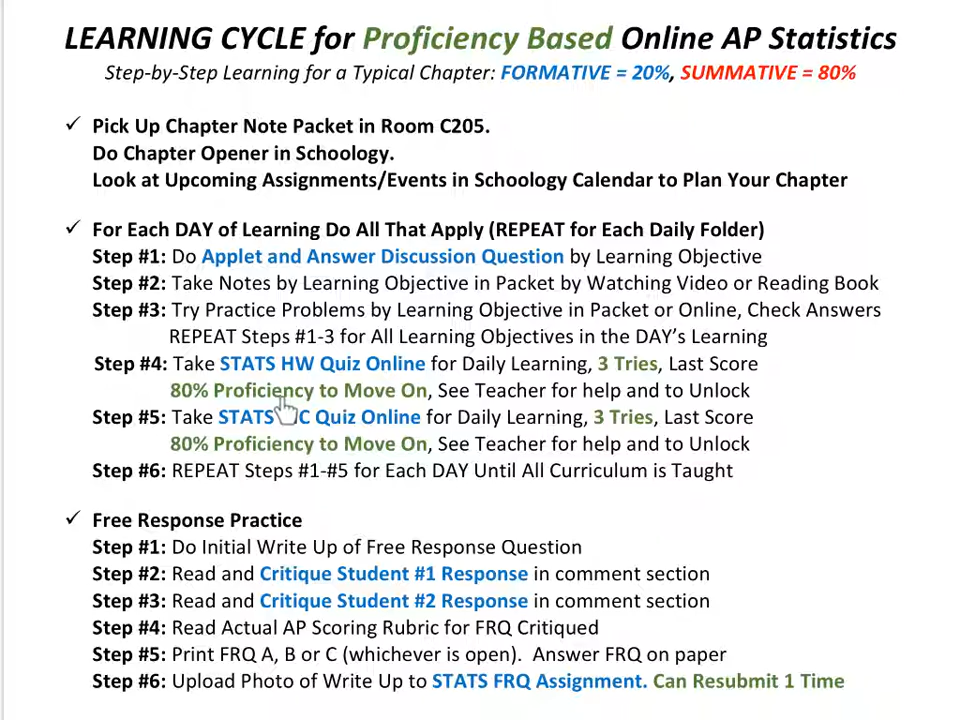 LEARNING CYCLE for Proficiency Based Online AP Statistics
Step-by-Step Learning for a Typical Chapter: FORMATIVE = 20%, SUMMATIVE = 80%
✓ Pick Up Chapter Note Packet in Room C205.
Do Chapter Opener in Schoology.
Look at Upcoming Assignments/Events in Schoology Calendar to Plan Your Chapter
✓ For Each DAY of Learning Do All That Apply (REPEAT for Each Daily Folder)
Step #1: Do Applet and Answer Discussion Question by Learning Objective
Step #2: Take Notes by Learning Objective in Packet by Watching Video or Reading Book
Step #3: Try Practice Problems by Learning Objective in Packet or Online, Check Answers
REPEAT Steps #1-3 for All Learning Objectives in the DAY’s Learning
Step #4: Take STATS HW Quiz Online for Daily Learning, 3 Tries, Last Score
80% Proficiency to Move On, See Teacher for help and to Unlock
Step #5: Take STATS Quiz Online for Daily Learning, 3 Tries, Last Score
80% Proficiency to Move On, See Teacher for help and to Unlock
Step #6: REPEAT Steps #1-#5 for Each DAY Until All Curriculum is Taught
✓ Free Response Practice
Step #1: Do Initial Write Up of Free Response Question
Step #2: Read and Critique Student #1 Response in comment section
Step #3: Read and Critique Student #2 Response in comment section
Step #4: Read Actual AP Scoring Rubric for FRQ Critiqued
Step #5: Print FRQ A, B or C (whichever is open). Answer FRQ on paper
Step #6: Upload Photo of Write Up to STATS FRQ Assignment. Can Resubmit 1 Time